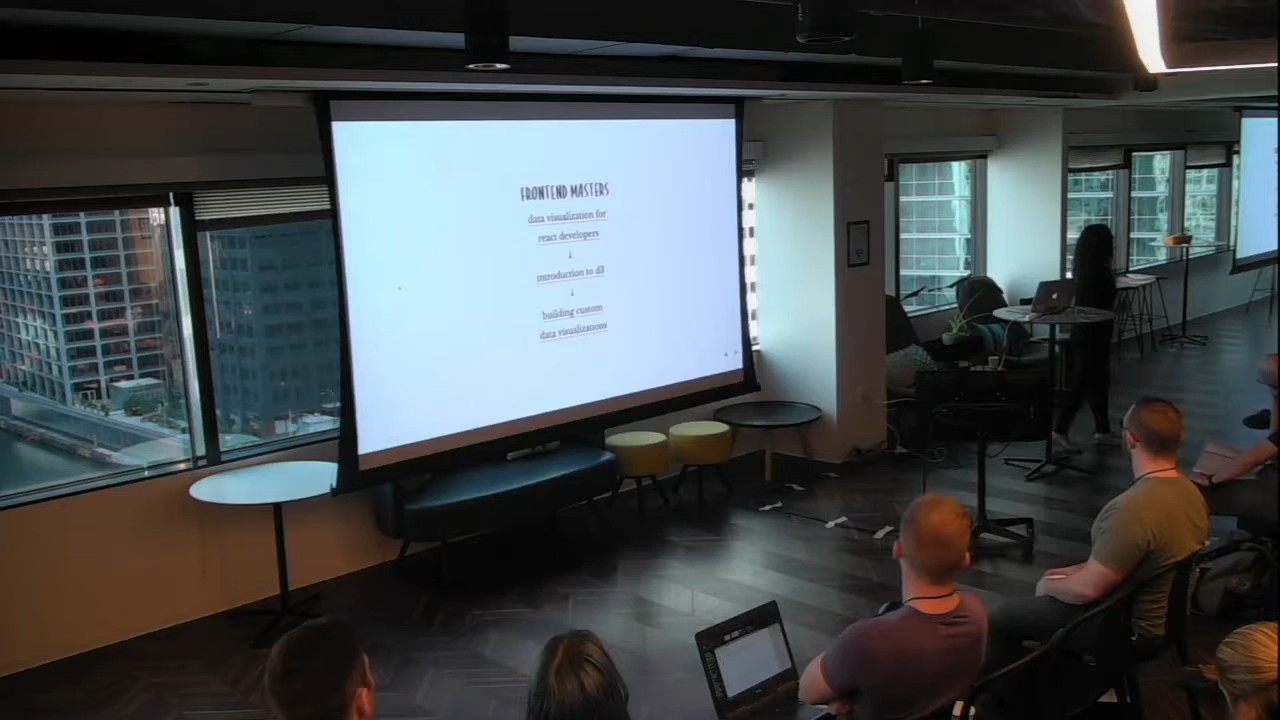 FRONTEND MASTERS
data visualization for
react developers
↓
introduction to d3
↓
building custom
data visualizations